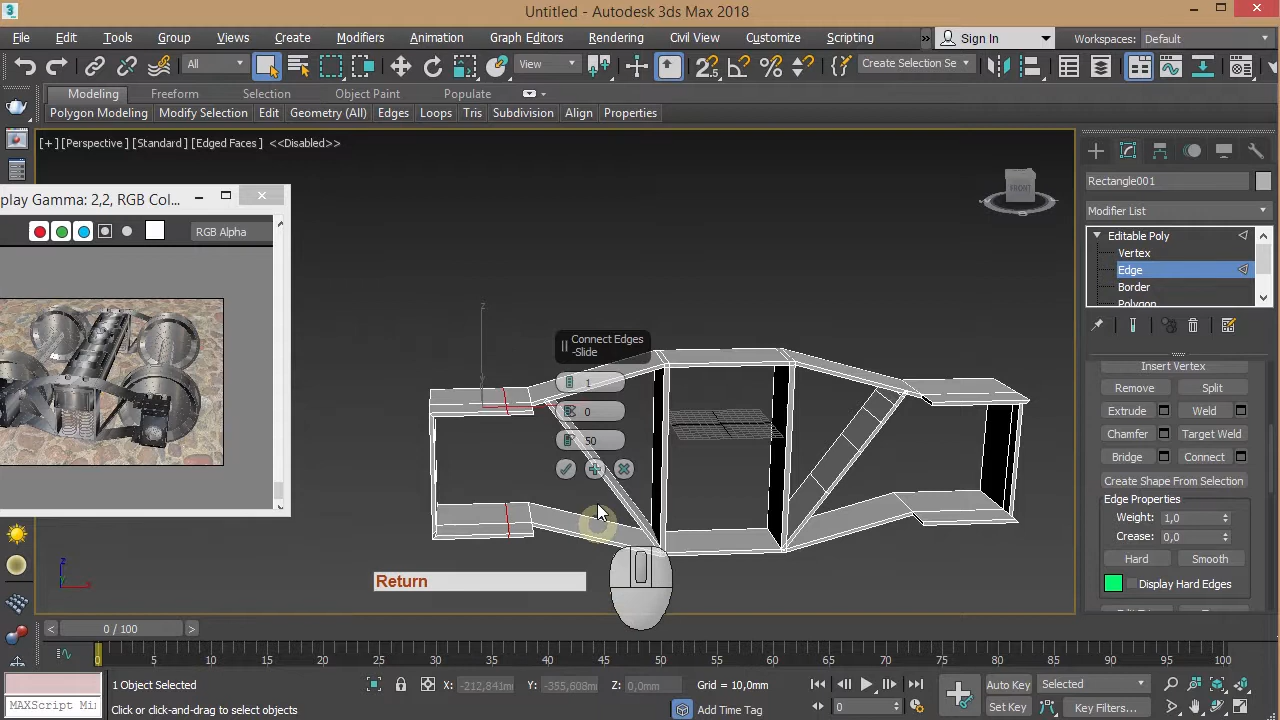 Untitled - Autodesk 3ds Max 2018
File Edit Tools Group Views Create Modifiers Animation Graph Editors Rendering Civil View Customize Scripting Sign In Workspaces: Default
All View Create Selection Se
Modeling Freeform Selection Object Paint Populate
Polygon Modeling Modify Selection Edit Geometry (All) Edges Loops Tris Subdivision Align Properties
[+] [Perspective] [Standard] [Edged Faces] <<Disabled>>
FRONT
play Gamma: 2,2, RGB Col...
RGB Alpha
Rectangle001
Modifier List
Editable Poly
Vertex
Edge
Border
Polygon
z
Connect Edges
-Slide
1
0
50
Insert Vertex
Remove Split
Extrude Weld
Chamfer Target Weld
Bridge Connect
Create Shape From Selection
Edge Properties
Weight: 1,0
Crease: 0,0
Hard Smooth
Display Hard Edges
Return
z
x
0 / 100
0 5 10 15 20 25 30 35 40 45 50 55 60 65 70 75 80 85 90 95 100
1 Object Selected X: -212,841m Y: -355,608m Z: 0,0mm Grid = 10,0mm Auto Key Selected
MAXScript Mi Click or click-and-drag to select objects Add Time Tag 0 Set Key Key Filters...